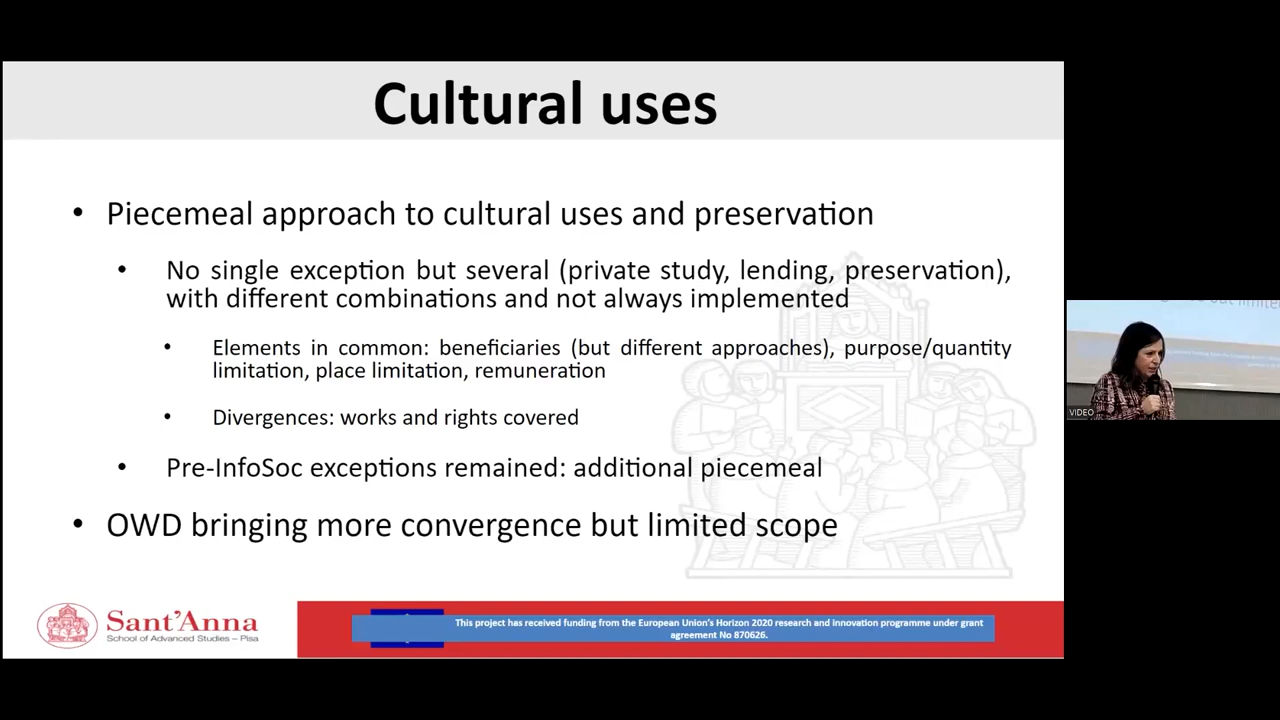 Cultural uses
• Piecemeal approach to cultural uses and preservation
• No single exception but several (private study, lending, preservation),
with different combinations and not always implemented
• Elements in common: beneficiaries (but different approaches), purpose/quantity
limitation, place limitation, remuneration
• Divergences: works and rights covered
• Pre-InfoSoc exceptions remained: additional piecemeal
• OWD bringing more convergence but limited scope
Sant'Anna
School of Advanced Studies – Pisa
This project has received funding from the European Union's Horizon 2020 research and innovation programme under grant
agreement No 870626.
but limited
VIDEO